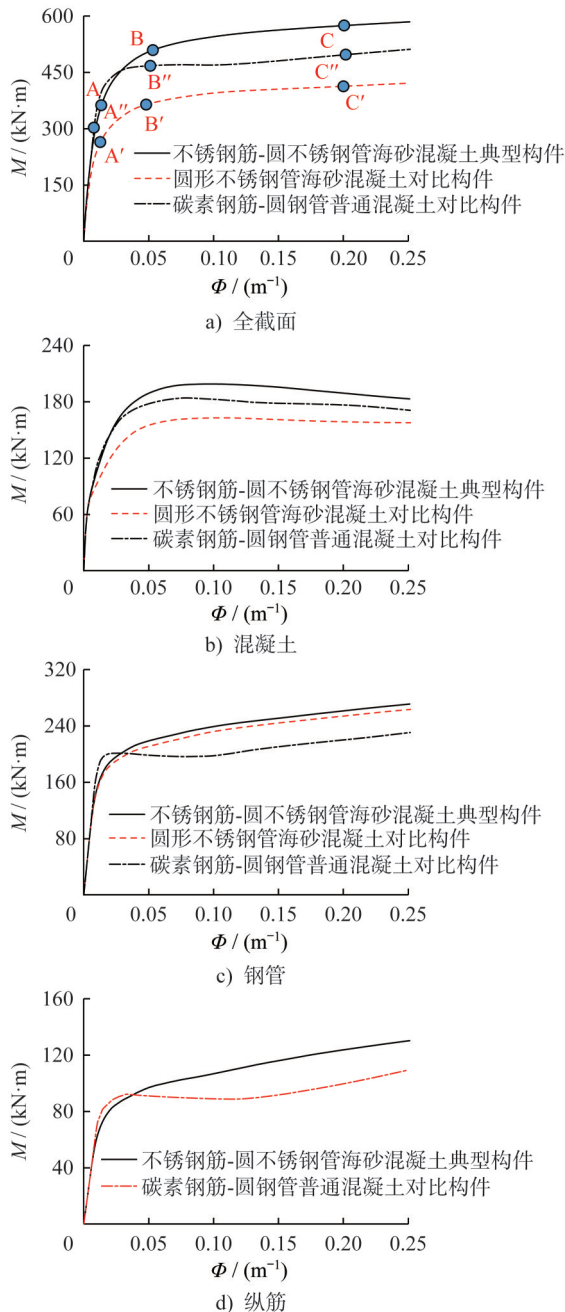 600
450
300
150
0
M / (kN·m)
A
B
C
A″
B″
C″
A′
B′
C′
不锈钢筋-圆不锈钢管海砂混凝土典型构件
圆形不锈钢管海砂混凝土对比构件
碳素钢筋-圆钢管普通混凝土对比构件
0.05 0.10 0.15 0.20 0.25
Φ / (m⁻¹)
a) 全截面
240
180
120
60
0
M / (kN·m)
不锈钢筋-圆不锈钢管海砂混凝土典型构件
圆形不锈钢管海砂混凝土对比构件
碳素钢筋-圆钢管普通混凝土对比构件
0.05 0.10 0.15 0.20 0.25
Φ / (m⁻¹)
b) 混凝土
320
240
160
80
0
M / (kN·m)
不锈钢筋-圆不锈钢管海砂混凝土典型构件
圆形不锈钢管海砂混凝土对比构件
碳素钢筋-圆钢管普通混凝土对比构件
0.05 0.10 0.15 0.20 0.25
Φ / (m⁻¹)
c) 钢管
160
120
80
40
0
M / (kN·m)
不锈钢筋-圆不锈钢管海砂混凝土典型构件
碳素钢筋-圆钢管普通混凝土对比构件
0.05 0.10 0.15 0.20 0.25
Φ / (m⁻¹)
d) 纵筋